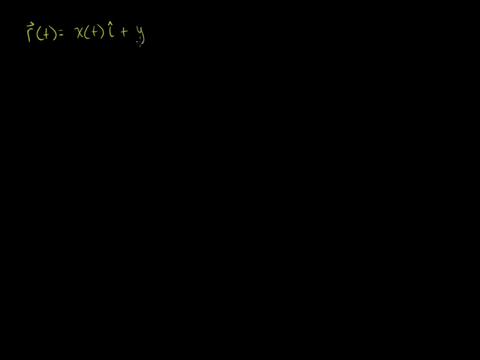 r⃗(t) = x(t) î + y